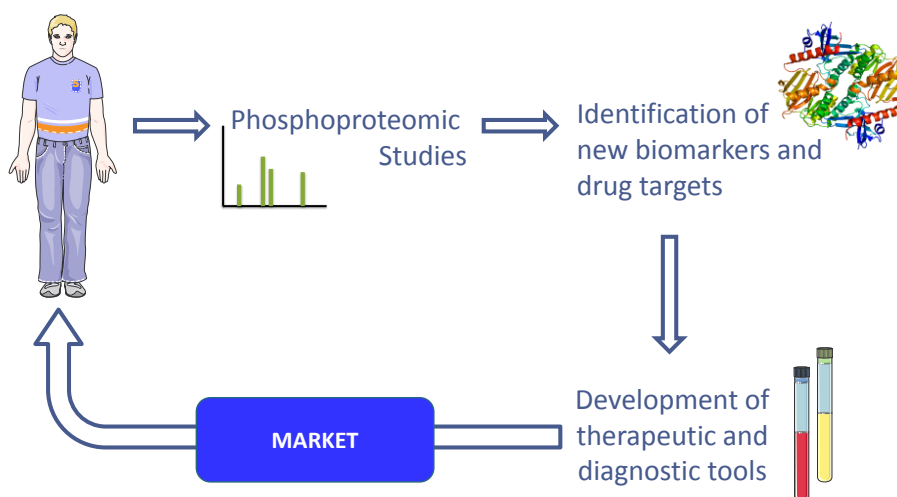 Phosphoproteomic
Studies
Identification of
new biomarkers and
drug targets
Development of
therapeutic and
diagnostic tools
MARKET